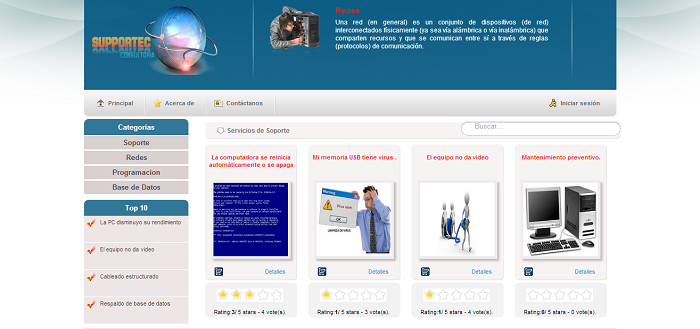 SUPPORTEC
CONSULTORIA
Redes
Una red (en general) es un conjunto de dispositivos (de red)
interconectados físicamente (ya sea vía alámbrica o vía inalámbrica) que
comparten recursos y que se comunican entre sí a través de reglas
(protocolos) de comunicación.
Principal
Acerca de
Contáctanos
Iniciar sesión
Categorías
Soporte
Redes
Programacion
Base de Datos
Top 10
La PC disminuyo su rendimiento
El equipo no da video
Cableado estructurado
Respaldo de base de datos
Servicios de Soporte
Buscar...
La computadora se reinicia
automáticamente o se apaga
Detalles
Rating:3/ 5 stars - 4 vote(s).
Mi memoria USB tiene virus .
Warning
OK
LIMPIEZA DE VIRUS
Detalles
Rating:1/ 5 stars - 3 vote(s).
El equipo no da video
Detalles
Rating:1/ 5 stars - 4 vote(s).
Mantenimiento preventivo.
Detalles
Rating:0/ 5 stars - 0 vote(s).